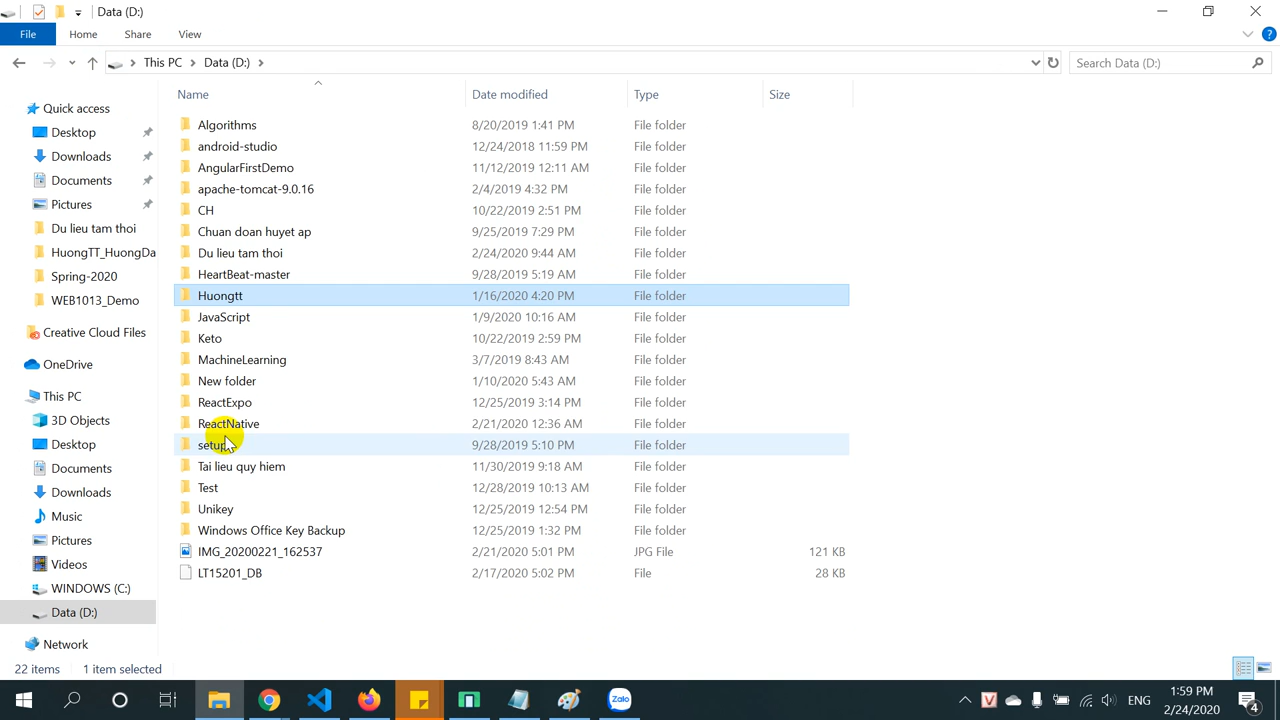 Data (D:)
File Home Share View
This PC Data (D:) Search Data (D:)
Name Date modified Type Size
Quick access
Desktop
Downloads
Documents
Pictures
Du lieu tam thoi
HuongTT_HuongDa
Spring-2020
WEB1013_Demo
Creative Cloud Files
OneDrive
This PC
3D Objects
Desktop
Documents
Downloads
Music
Pictures
Videos
WINDOWS (C:)
Data (D:)
Network
Algorithms 8/20/2019 1:41 PM File folder
android-studio 12/24/2018 11:59 PM File folder
AngularFirstDemo 11/12/2019 12:11 AM File folder
apache-tomcat-9.0.16 2/4/2019 4:32 PM File folder
CH 10/22/2019 2:51 PM File folder
Chuan doan huyet ap 9/25/2019 7:29 PM File folder
Du lieu tam thoi 2/24/2020 9:44 AM File folder
HeartBeat-master 9/28/2019 5:19 AM File folder
Huongtt 1/16/2020 4:20 PM File folder
JavaScript 1/9/2020 10:16 AM File folder
Keto 10/22/2019 2:59 PM File folder
MachineLearning 3/7/2019 8:43 AM File folder
New folder 1/10/2020 5:43 AM File folder
ReactExpo 12/25/2019 3:14 PM File folder
ReactNative 2/21/2020 12:36 AM File folder
setup 9/28/2019 5:10 PM File folder
Tai lieu quy hiem 11/30/2019 9:18 AM File folder
Test 12/28/2019 10:13 AM File folder
Unikey 12/25/2019 12:54 PM File folder
Windows Office Key Backup 12/25/2019 1:32 PM File folder
IMG_20200221_162537 2/21/2020 5:01 PM JPG File 121 KB
LT15201_DB 2/17/2020 5:02 PM File 28 KB
22 items 1 item selected
Zalo
ENG
1:59 PM
2/24/2020
4